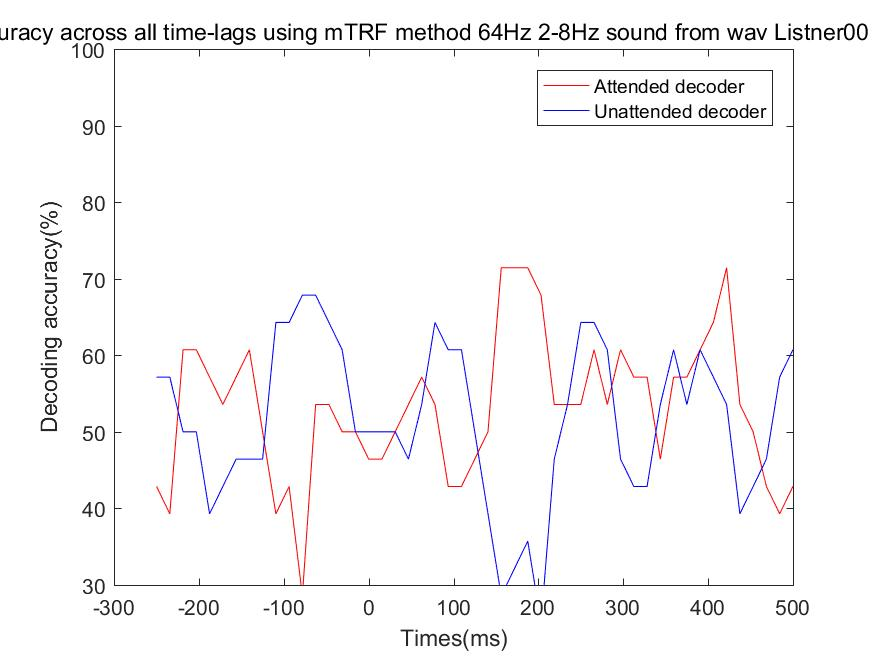 uracy across all time-lags using mTRF method 64Hz 2-8Hz sound from wav Listner00
100
90
80
70
60
50
40
30
Decoding accuracy(%)
Attended decoder
Unattended decoder
-300 -200 -100 0 100 200 300 400 500
Times(ms)